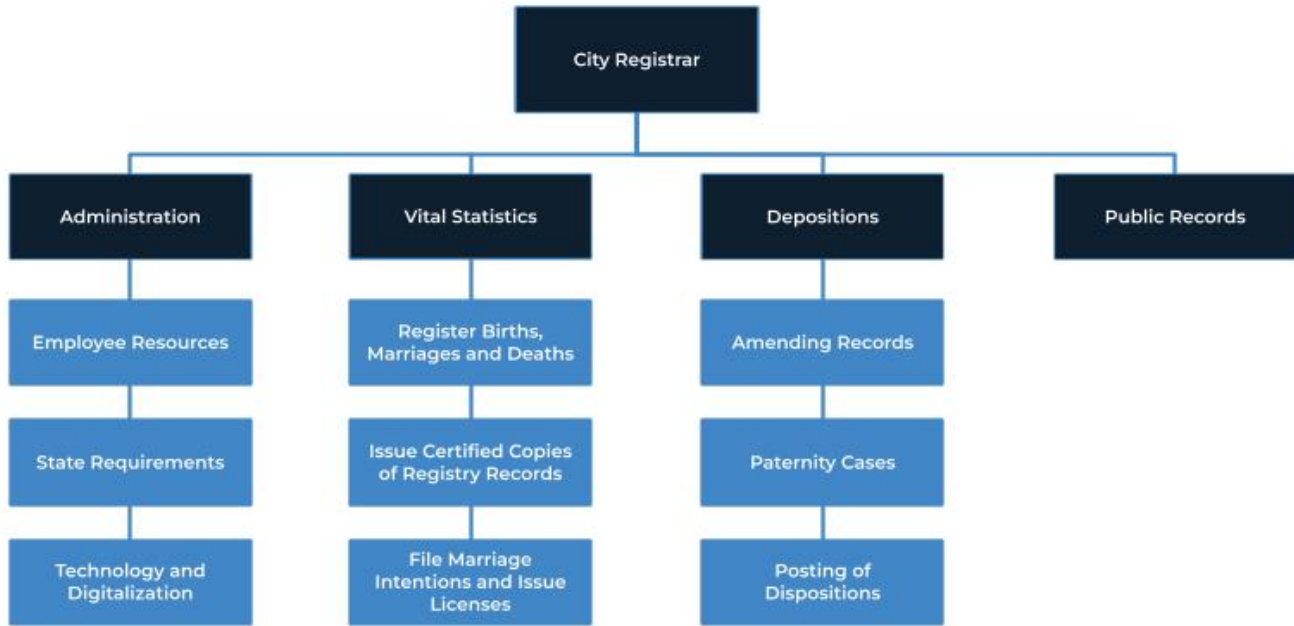 City Registrar
Administration
Vital Statistics
Depositions
Public Records
Employee Resources
Register Births,
Marriages and Deaths
Amending Records
State Requirements
Issue Certified Copies
of Registry Records
Paternity Cases
Technology and
Digitalization
File Marriage
Intentions and Issue
Licenses
Posting of
Dispositions